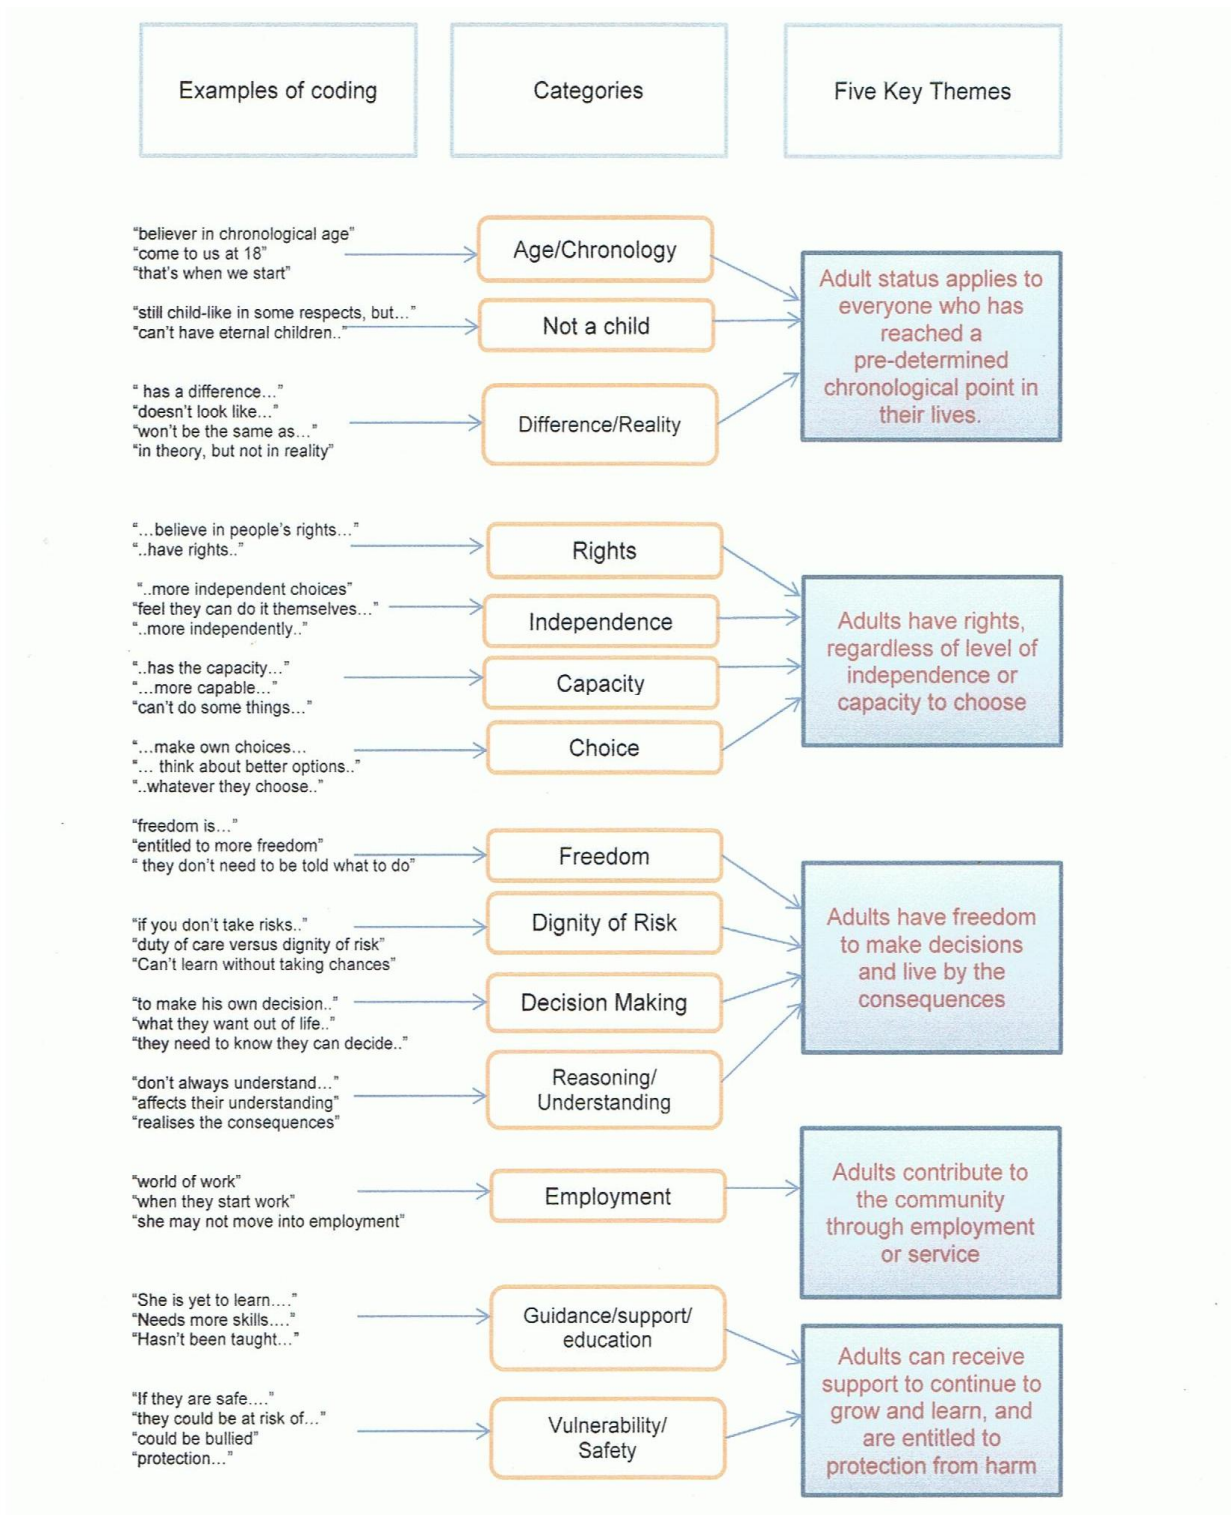 Examples of coding
Categories
Five Key Themes
“believer in chronological age”
“come to us at 18”
“that’s when we start”
Age/Chronology
“still child-like in some respects, but…”
“can’t have eternal children..”
Not a child
“ has a difference…”
“doesn’t look like…”
“won’t be the same as…”
“in theory, but not in reality”
Difference/Reality
Adult status applies to
everyone who has
reached a
pre-determined
chronological point in
their lives.
“…believe in people’s rights…”
“..have rights..”
Rights
“..more independent choices”
“feel they can do it themselves…”
“..more independently..”
Independence
“..has the capacity…”
“…more capable…”
“can’t do some things…”
Capacity
“…make own choices…
“… think about better options..”
“..whatever they choose..”
Choice
Adults have rights,
regardless of level of
independence or
capacity to choose
“freedom is…”
“entitled to more freedom”
“ they don’t need to be told what to do”
Freedom
“if you don’t take risks..”
“duty of care versus dignity of risk”
“Can’t learn without taking chances”
Dignity of Risk
“to make his own decision..”
“what they want out of life..”
“they need to know they can decide..”
Decision Making
“don’t always understand…”
“affects their understanding”
“realises the consequences”
Reasoning/
Understanding
Adults have freedom
to make decisions
and live by the
consequences
“world of work”
“when they start work”
“she may not move into employment”
Employment
Adults contribute to
the community
through employment
or service
“She is yet to learn….”
“Needs more skills….”
“Hasn’t been taught…”
Guidance/support/
education
“If they are safe….”
“they could be at risk of…”
“could be bullied”
“protection…”
Vulnerability/
Safety
Adults can receive
support to continue to
grow and learn, and
are entitled to
protection from harm